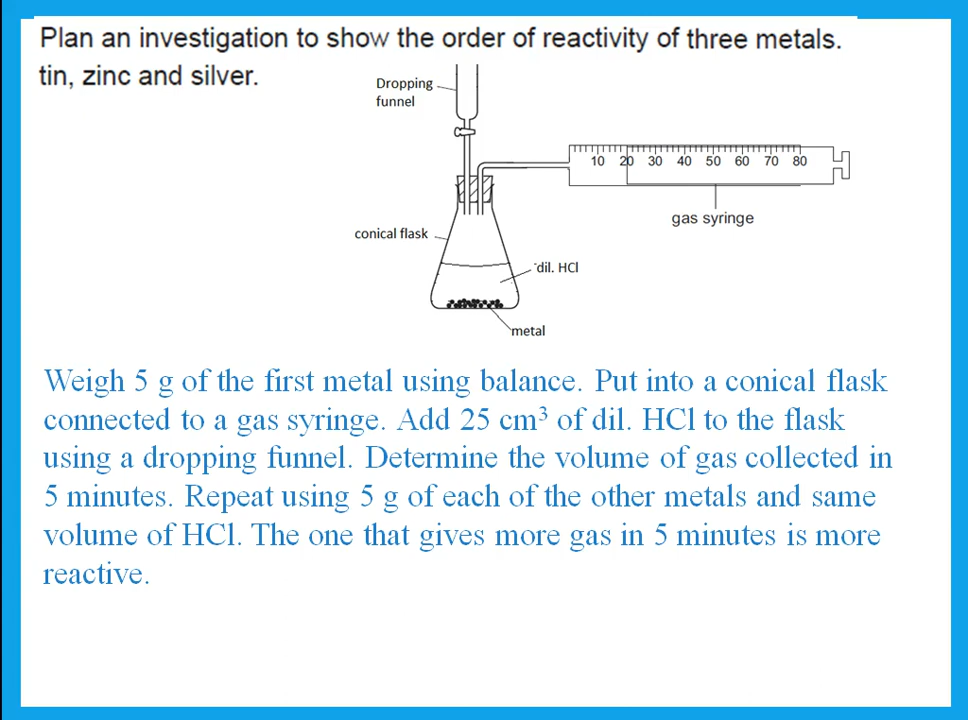 Plan an investigation to show the order of reactivity of three metals.
tin, zinc and silver.
Dropping
funnel
10 20 30 40 50 60 70 80
gas syringe
conical flask
dil. HCl
metal
Weigh 5 g of the first metal using balance. Put into a conical flask
connected to a gas syringe. Add 25 cm³ of dil. HCl to the flask
using a dropping funnel. Determine the volume of gas collected in
5 minutes. Repeat using 5 g of each of the other metals and same
volume of HCl. The one that gives more gas in 5 minutes is more
reactive.